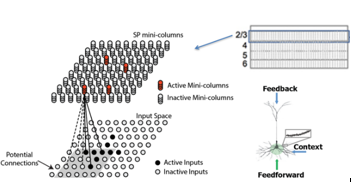 SP mini-columns
2/3
4
5
6
Active Mini-columns
Inactive Mini-columns
Feedback
Input Space
Context
Potential
Connections
Active Inputs
Inactive Inputs
Feedforward